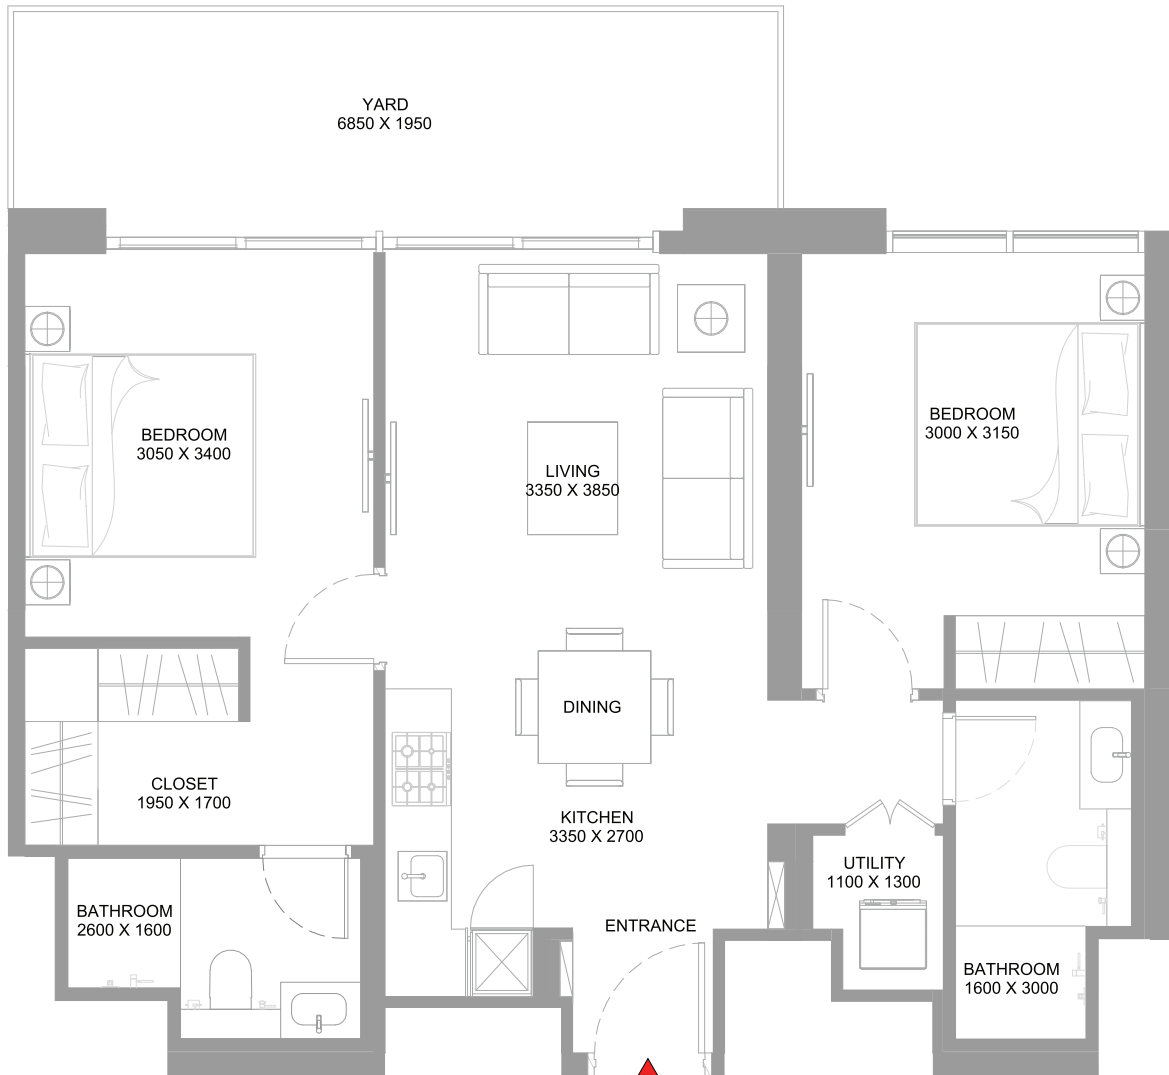 YARD
6850 X 1950
BEDROOM
3050 X 3400
LIVING
3350 X 3850
BEDROOM
3000 X 3150
DINING
CLOSET
1950 X 1700
KITCHEN
3350 X 2700
UTILITY
1100 X 1300
BATHROOM
2600 X 1600
ENTRANCE
BATHROOM
1600 X 3000